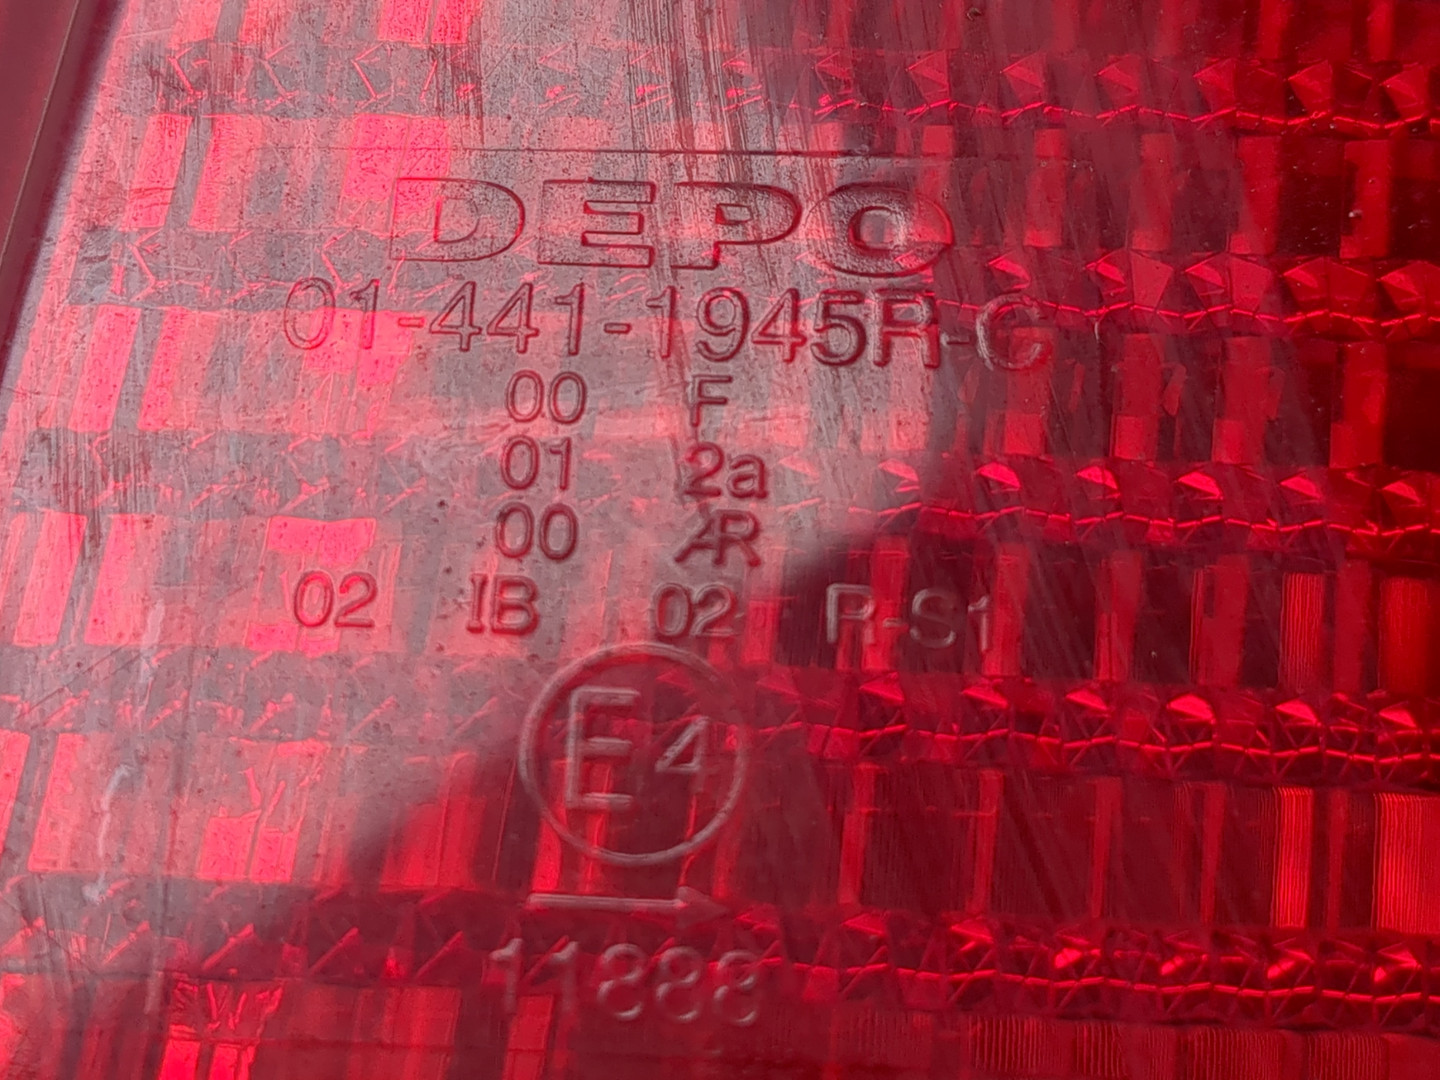 DEPO
01-441-1945R-C
00 F
01 2a
00 AR
02 IB 02 R-S1
E4
11888